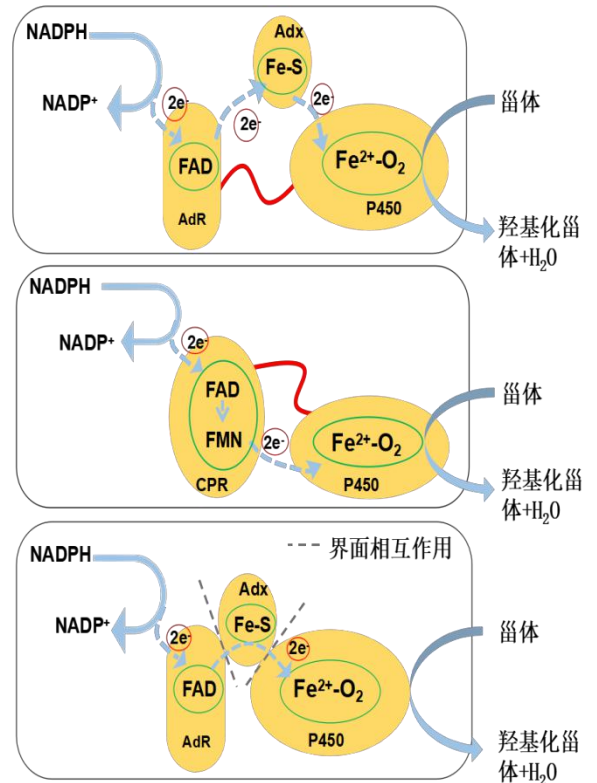 NADPH
Adx
Fe-S
NADP⁺
2e⁻
2e⁻
2e⁻
甾体
FAD
Fe²⁺-O₂
AdR
P450
羟基化甾
体+H₂O
NADPH
NADP⁺
2e⁻
甾体
FAD
FMN
2e⁻
Fe²⁺-O₂
CPR
P450
羟基化甾
体+H₂O
界面相互作用
NADPH
Adx
NADP⁺
Fe-S
2e⁻
2e⁻
甾体
FAD
Fe²⁺-O₂
AdR
P450
羟基化甾
体+H₂O